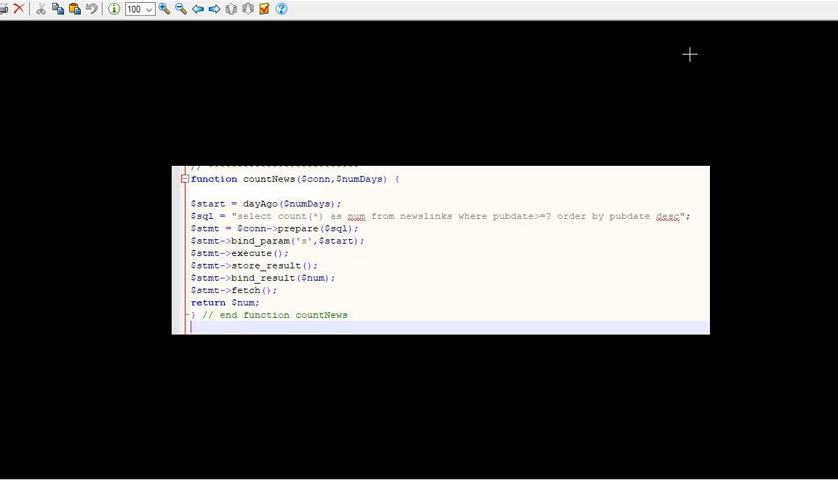 100
function countNews($conn,$numDays) {
$start = dayAgo($numDays);
$sql = "select count(*) as num from newslinks where pubdate>=? order by pubdate desc";
$stmt = $conn->prepare($sql);
$stmt->bind_param('s',$start);
$stmt->execute();
$stmt->store_result();
$stmt->bind_result($num);
$stmt->fetch();
return $num;
} // end function countNews